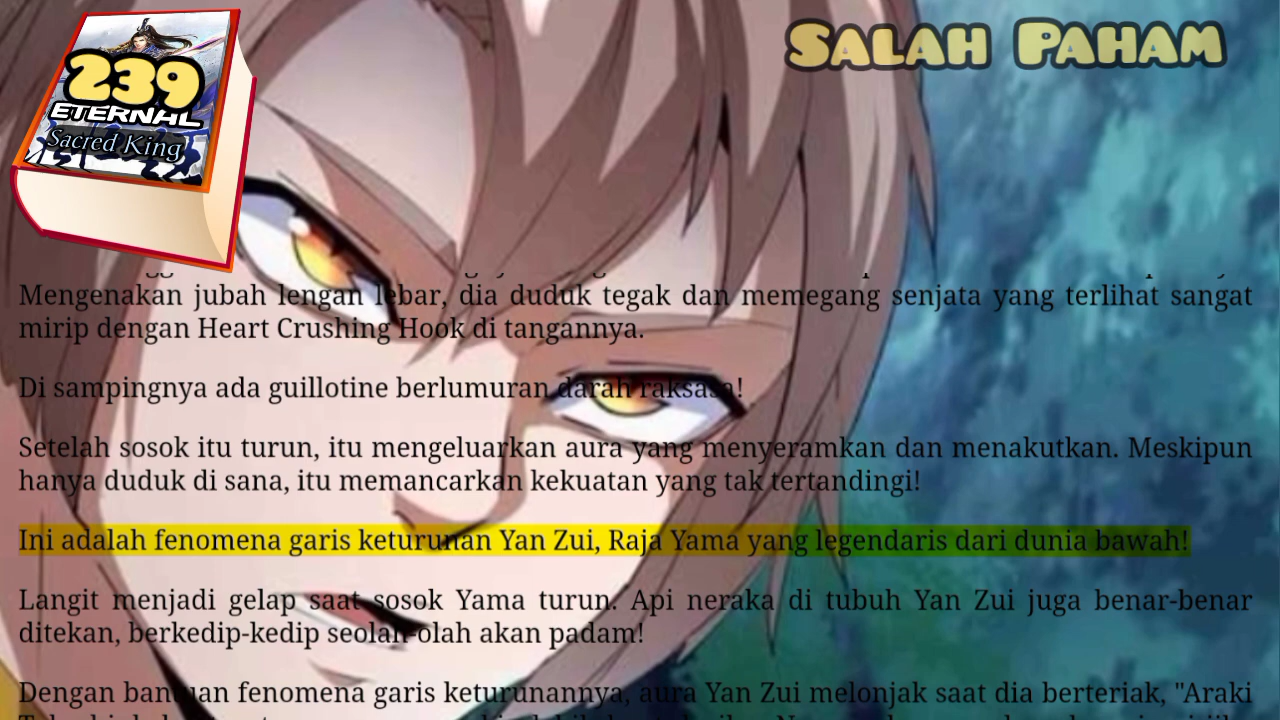 239
ETERNAL
Sacred King
SALAH PAHAM
Mengenakan jubah lengan lebar, dia duduk tegak dan memegang senjata yang terlihat sangat
mirip dengan Heart Crushing Hook di tangannya.
Di sampingnya ada guillotine berlumuran darah raksasa!
Setelah sosok itu turun, itu mengeluarkan aura yang menyeramkan dan menakutkan. Meskipun
hanya duduk di sana, itu memancarkan kekuatan yang tak tertandingi!
Ini adalah fenomena garis keturunan Yan Zui, Raja Yama yang legendaris dari dunia bawah!
Langit menjadi gelap saat sosok Yama turun. Api neraka di tubuh Yan Zui juga benar-benar
ditekan, berkedip-kedip seolah-olah akan padam!
Dengan bantuan fenomena garis keturunannya, aura Yan Zui melonjak saat dia berteriak, "Araki